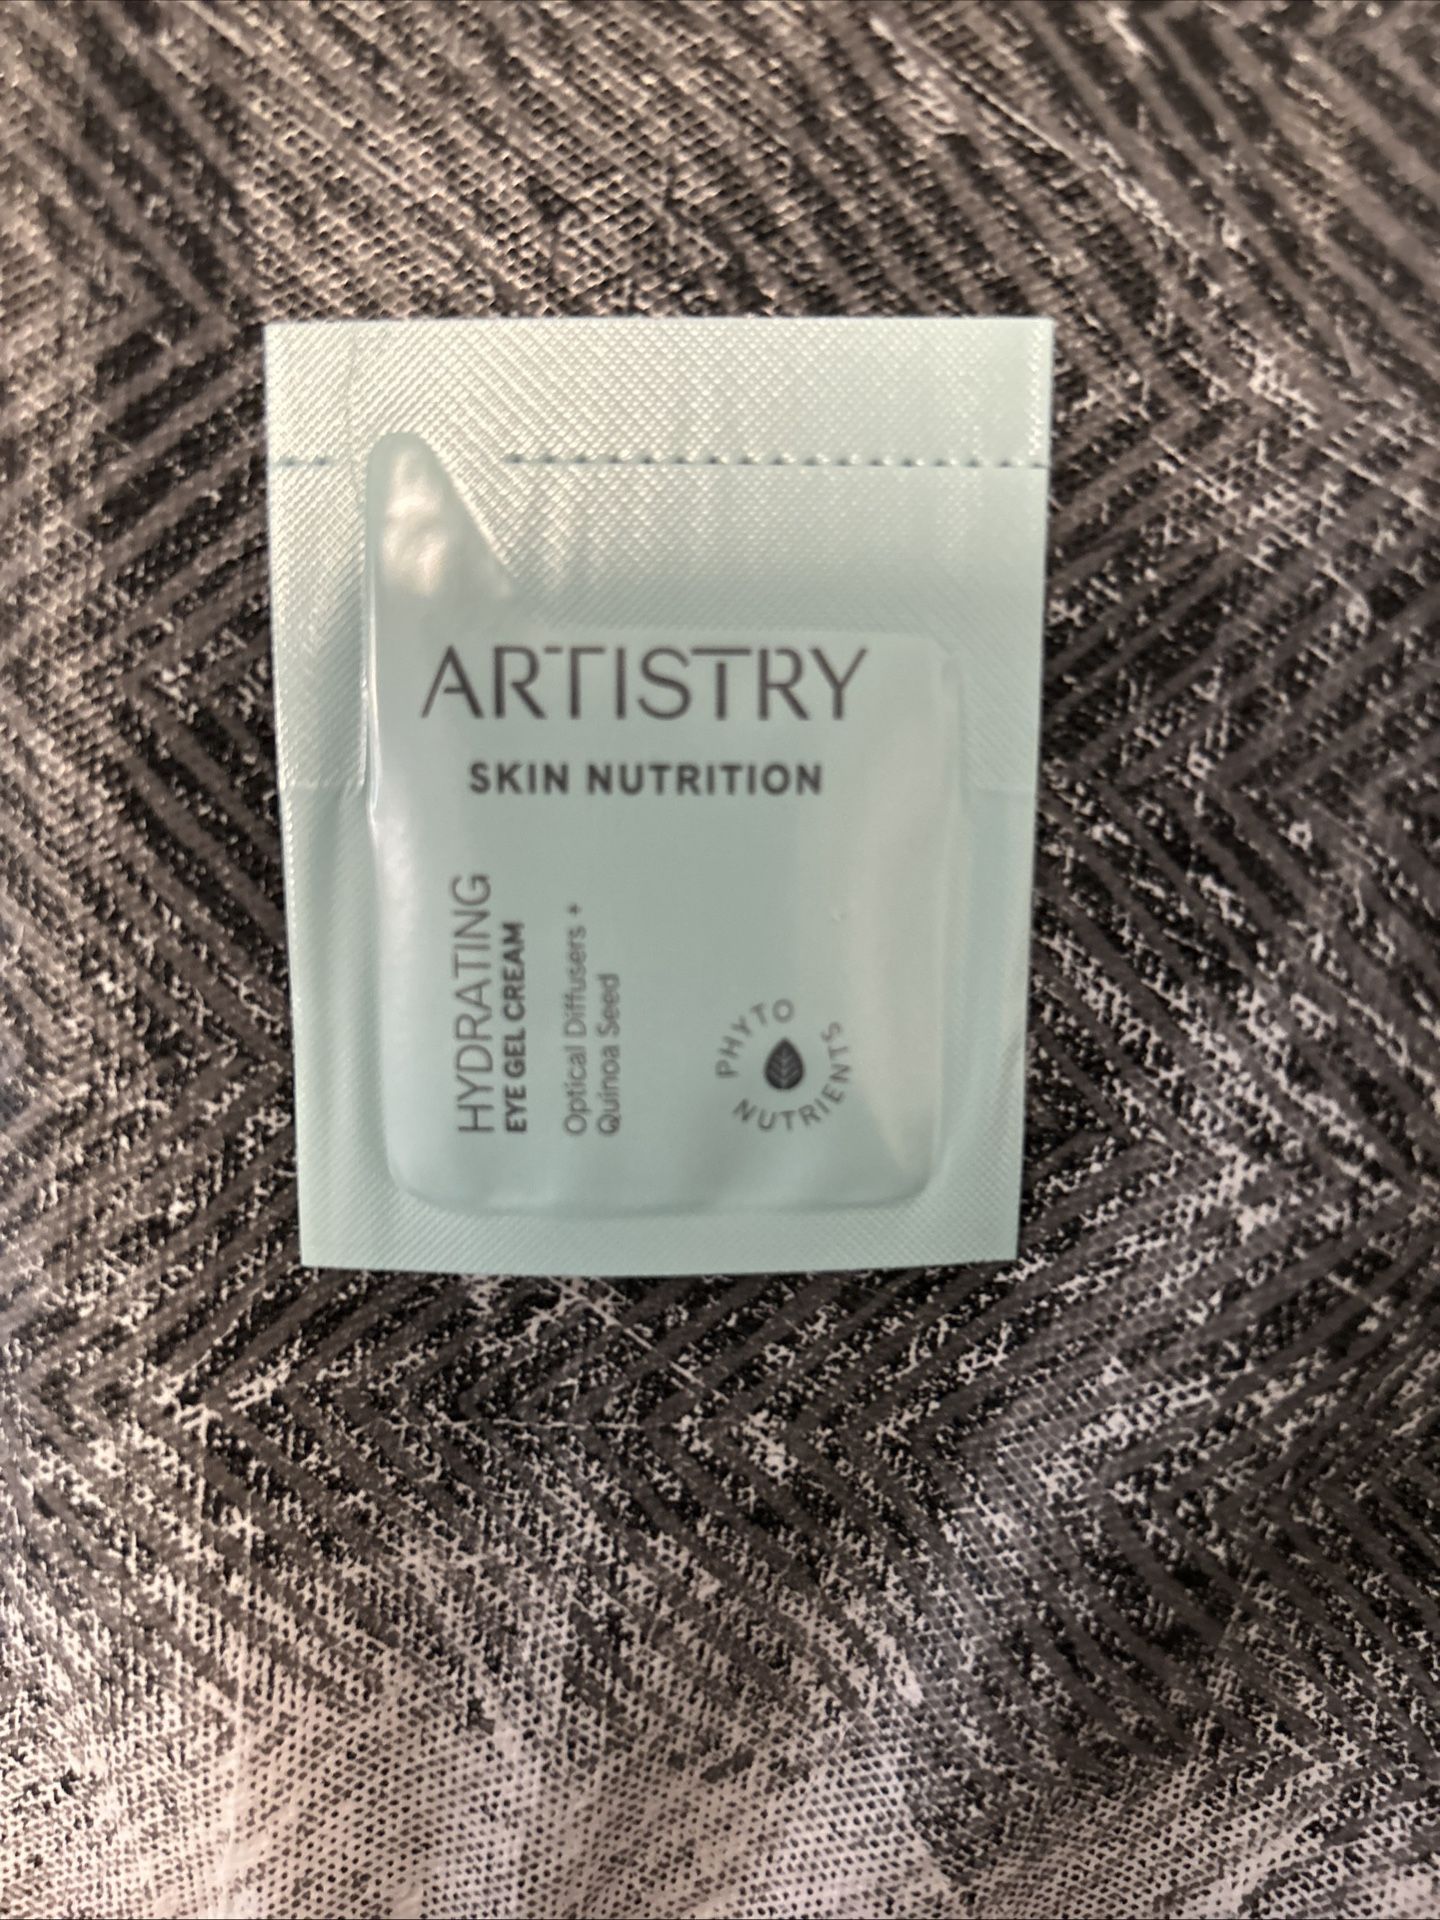 ARTISTRY
SKIN NUTRITION
HYDRATING
EYE GEL CREAM
Optical Diffusers +
Quinoa Seed
PHYTO
NUTRIENTS